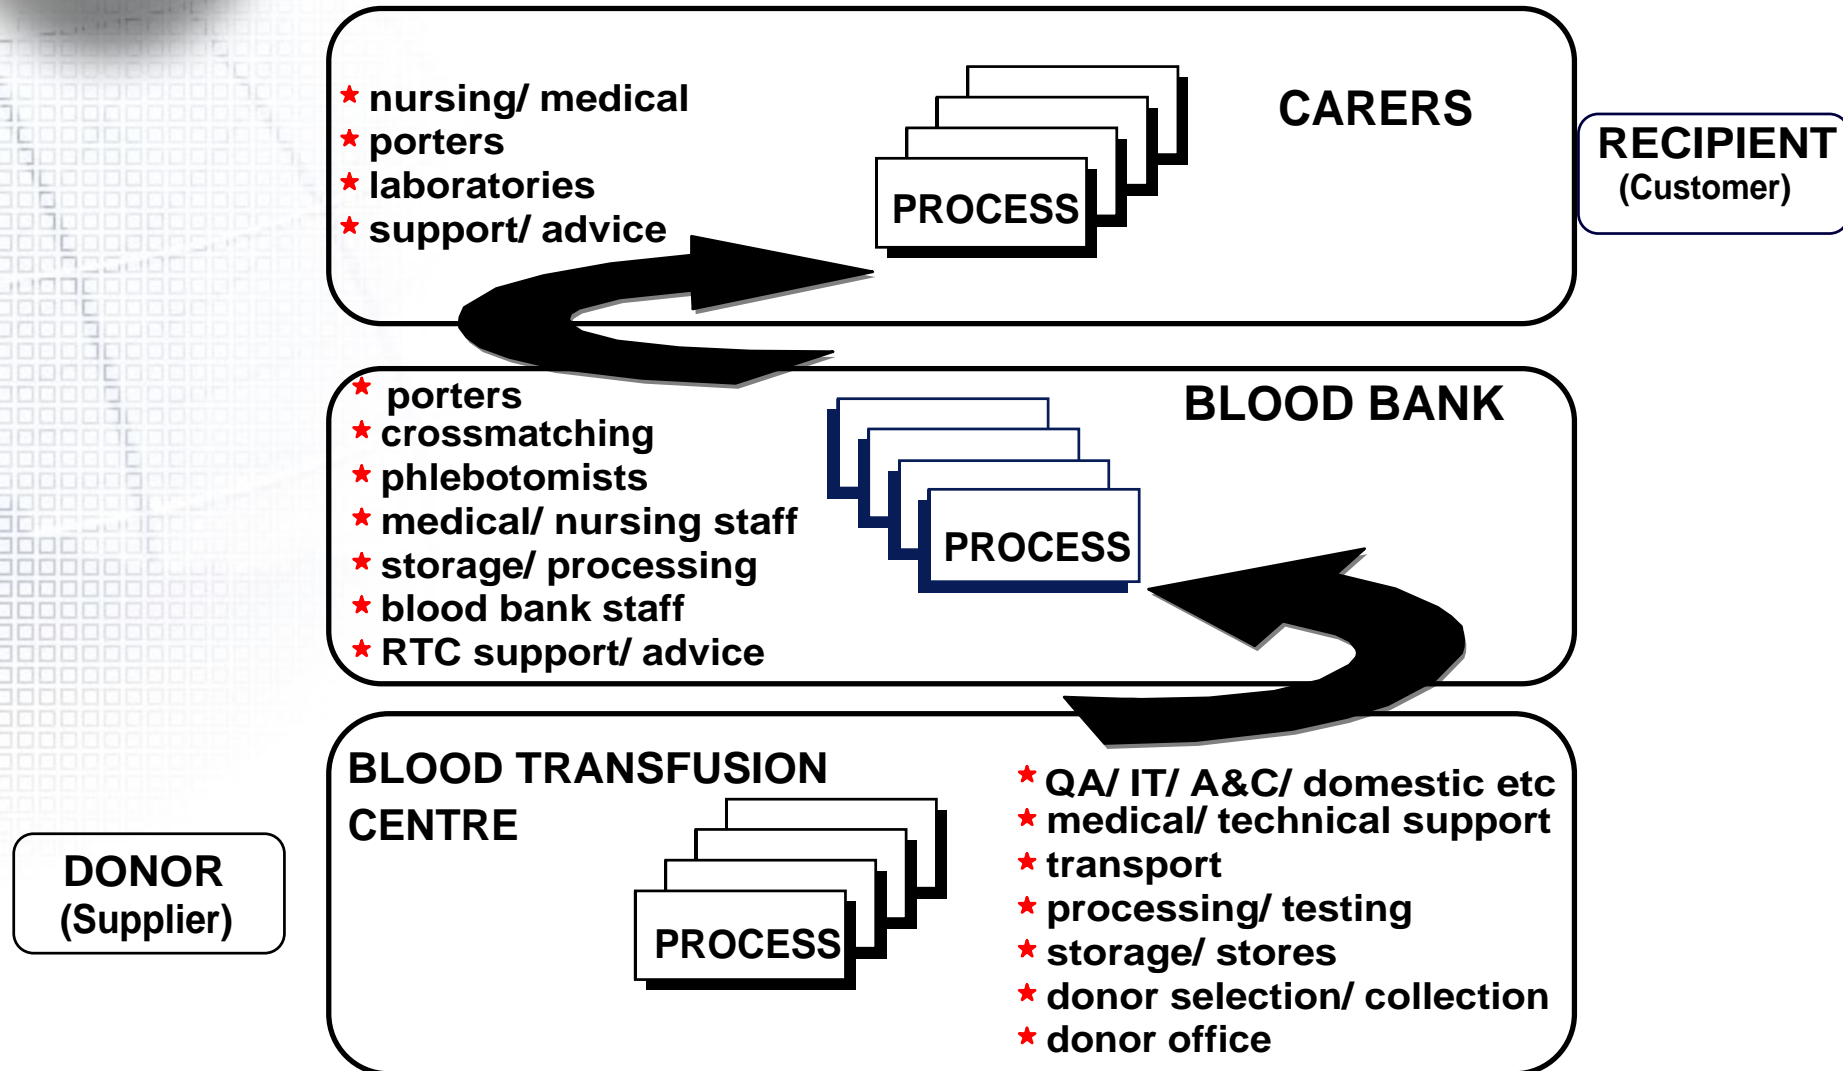 nursing/ medical
porters
laboratories
support/ advice
PROCESS
CARERS
RECIPIENT
(Customer)
porters
crossmatching
phlebotomists
medical/ nursing staff
storage/ processing
blood bank staff
RTC support/ advice
PROCESS
BLOOD BANK
BLOOD TRANSFUSION
CENTRE
PROCESS
QA/ IT/ A&C/ domestic etc
medical/ technical support
transport
processing/ testing
storage/ stores
donor selection/ collection
donor office
DONOR
(Supplier)